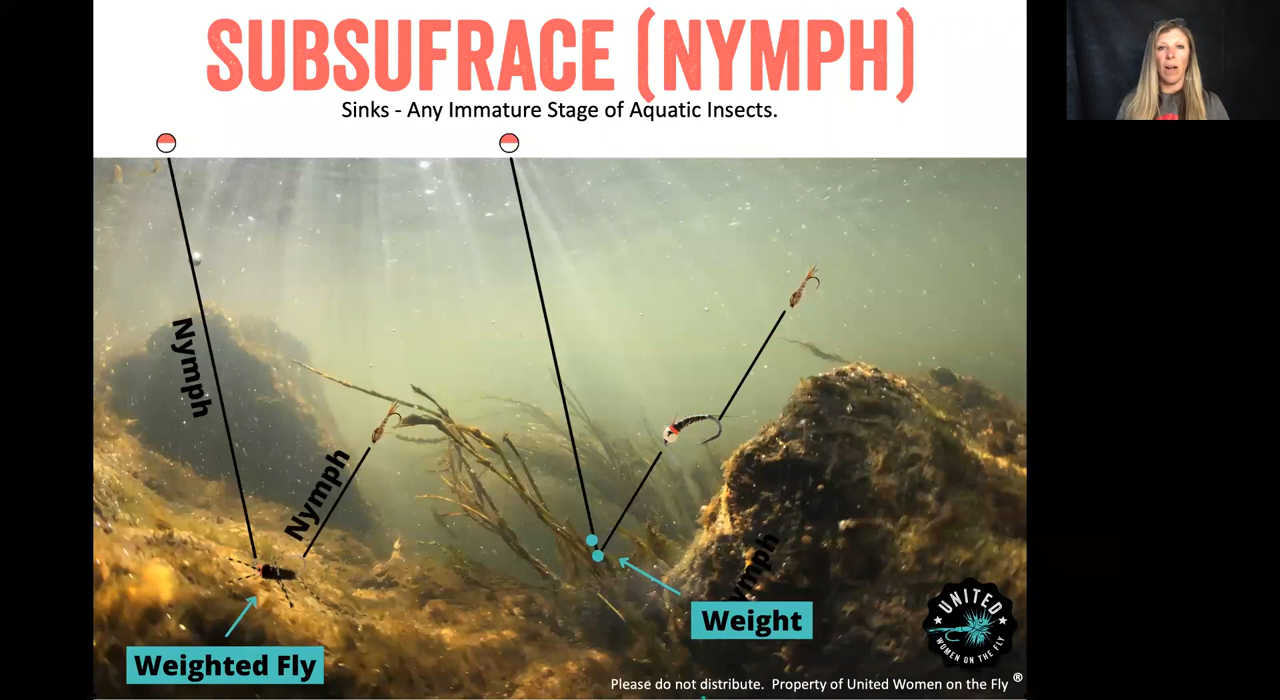 SUBSUFRACE (NYMPH)
Sinks - Any Immature Stage of Aquatic Insects.
Nymph
Nymph
Weighted Fly
Weight
UNITED
WOMEN ON THE FLY
Please do not distribute. Property of United Women on the Fly ®